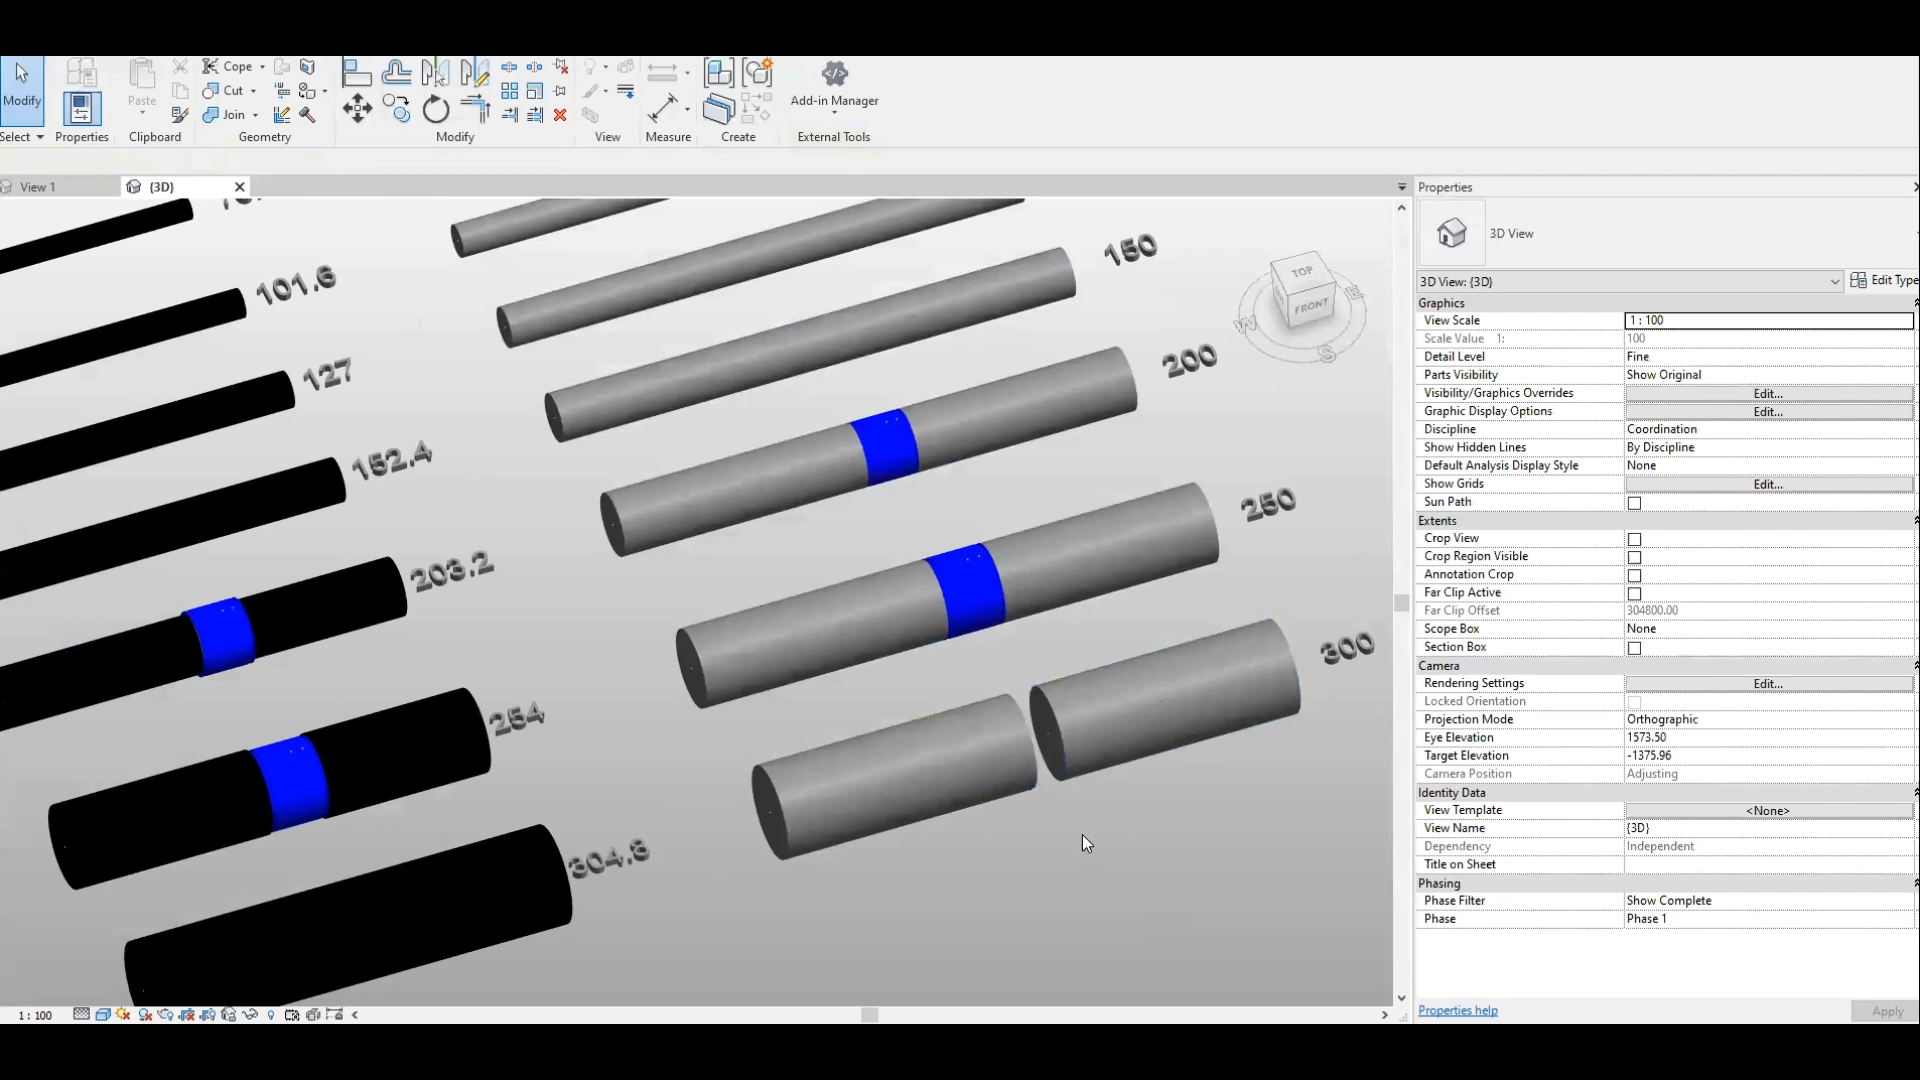 Modify
Select
Properties
Paste
Clipboard
Cope
Cut
Join
Geometry
Modify
View
Measure
Create
Add-in Manager
External Tools
View 1
{3D}
101.6
127
152.4
203.2
254
304.8
150
200
250
300
TOP
FRONT
W
S
E
Properties
3D View
3D View: {3D}
Edit Type
Graphics
View Scale 1 : 100
Scale Value 1: 100
Detail Level Fine
Parts Visibility Show Original
Visibility/Graphics Overrides Edit...
Graphic Display Options Edit...
Discipline Coordination
Show Hidden Lines By Discipline
Default Analysis Display Style None
Show Grids Edit...
Sun Path
Extents
Crop View
Crop Region Visible
Annotation Crop
Far Clip Active
Far Clip Offset 304800.00
Scope Box None
Section Box
Camera
Rendering Settings Edit...
Locked Orientation
Projection Mode Orthographic
Eye Elevation 1573.50
Target Elevation -1375.96
Camera Position Adjusting
Identity Data
View Template <None>
View Name {3D}
Dependency Independent
Title on Sheet
Phasing
Phase Filter Show Complete
Phase Phase 1
Properties help
Apply
1 : 100